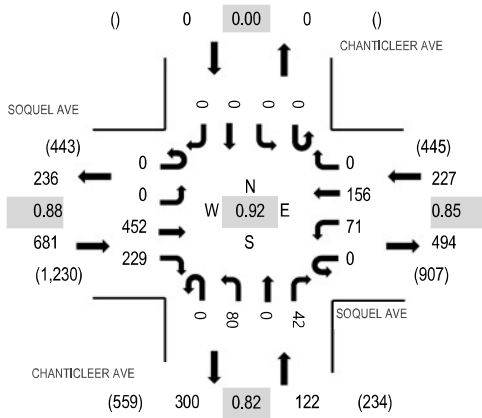 () 0 0.00 0 ()
CHANTICLEER AVE
SOQUEL AVE
0 0 0 0
(443) (445)
236 0 0 227
0 N 156
0.88 W 0.92 E 0.85
452 71
681 S 494
229 0
(1,230) (907)
0 80 0 42
SOQUEL AVE
CHANTICLEER AVE
(559) 300 0.82 122 (234)